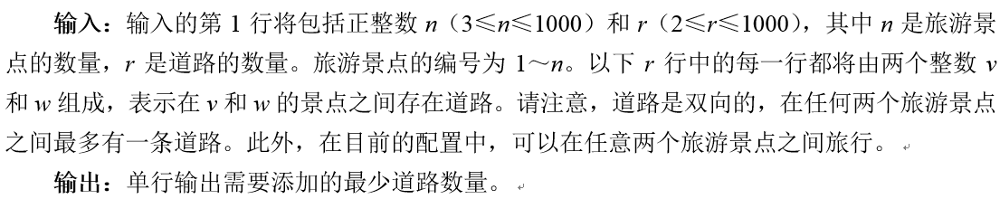 输入：输入的第 1 行将包括正整数 n（3≤n≤1000）和 r（2≤r≤1000），其中 n 是旅游景
点的数量，r 是道路的数量。旅游景点的编号为 1～n。以下 r 行中的每一行都将由两个整数 v
和 w 组成，表示在 v 和 w 的景点之间存在道路。请注意，道路是双向的，在任何两个旅游景点
之间最多有一条道路。此外，在目前的配置中，可以在任意两个旅游景点之间旅行。
输出：单行输出需要添加的最少道路数量。